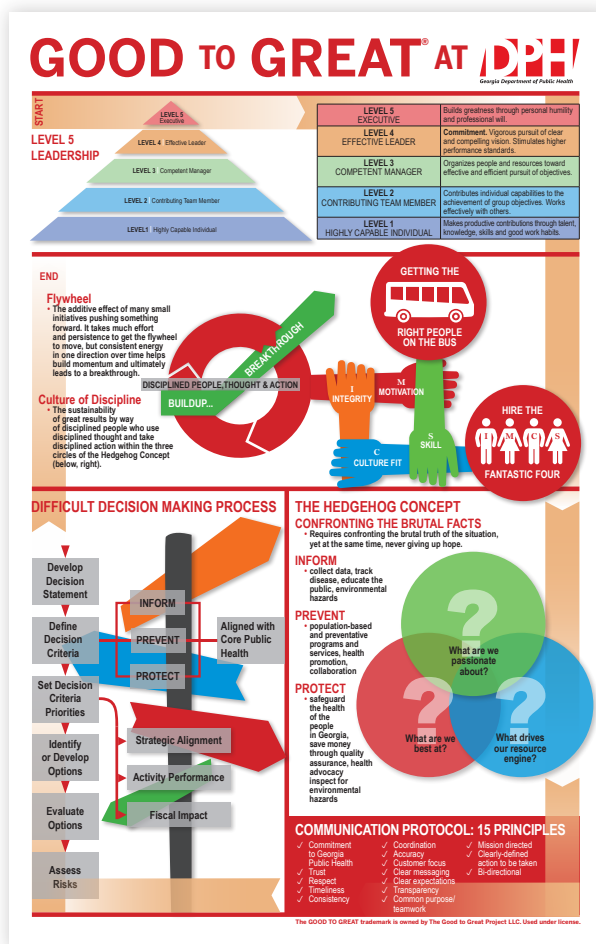 GOOD TO GREAT® AT DPH
Georgia Department of Public Health
START
LEVEL 5
LEADERSHIP
LEVEL 5
Executive
LEVEL 4 | Effective Leader
LEVEL 3 | Competent Manager
LEVEL 2 | Contributing Team Member
LEVEL1 | Highly Capable Individual
LEVEL 5
EXECUTIVE
Builds greatness through personal humility
and professional will.
LEVEL 4
EFFECTIVE LEADER
Commitment. Vigorous pursuit of clear
and compelling vision. Stimulates higher
performance standards.
LEVEL 3
COMPETENT MANAGER
Organizes people and resources toward
effective and efficient pursuit of objectives.
LEVEL 2
CONTRIBUTING TEAM MEMBER
Contributes individual capabilities to the
achievement of group objectives. Works
effectively with others.
LEVEL 1
HIGHLY CAPABLE INDIVIDUAL
Makes productive contributions through talent,
knowledge, skills and good work habits.
END
Flywheel
• The additive effect of many small
initiatives pushing something
forward. It takes much effort
and persistence to get the flywheel
to move, but consistent energy
in one direction over time helps
build momentum and ultimately
leads to a breakthrough.
Culture of Discipline
• The sustainability
of great results by way
of disciplined people who use
disciplined thought and take
disciplined action within the three
circles of the Hedgehog Concept
(below, right).
BREAKTHROUGH
DISCIPLINED PEOPLE,THOUGHT & ACTION
BUILDUP...
GETTING THE
RIGHT PEOPLE
ON THE BUS
I
INTEGRITY
M
MOTIVATION
C
CULTURE FIT
S
SKILL
HIRE THE
I M C S
FANTASTIC FOUR
DIFFICULT DECISION MAKING PROCESS
Develop
Decision
Statement
Define
Decision
Criteria
Set Decision
Criteria
Priorities
Identify
or Develop
Options
Evaluate
Options
Assess
Risks
INFORM
PREVENT
PROTECT
Aligned with
Core Public
Health
Strategic Alignment
Activity Performance
Fiscal Impact
THE HEDGEHOG CONCEPT
CONFRONTING THE BRUTAL FACTS
• Requires confronting the brutal truth of the situation,
yet at the same time, never giving up hope.
INFORM
• collect data, track
disease, educate the
public, environmental
hazards
PREVENT
• population-based
and preventative
programs and
services, health
promotion,
collaboration
PROTECT
• safeguard
the health
of the
people
in Georgia,
save money
through quality
assurance, health
advocacy
inspect for
environmental
hazards
?
What are we
passionate
about?
?
What are we
best at?
?
What drives
our resource
engine?
COMMUNICATION PROTOCOL: 15 PRINCIPLES
✓ Commitment
to Georgia
Public Health
✓ Trust
✓ Respect
✓ Timeliness
✓ Consistency
✓ Coordination
✓ Accuracy
✓ Customer focus
✓ Clear messaging
✓ Clear expectations
✓ Transparency
✓ Common purpose/
teamwork
✓ Mission directed
✓ Clearly-defined
action to be taken
✓ Bi-directional
The GOOD TO GREAT trademark is owned by The Good to Great Project LLC. Used under license.